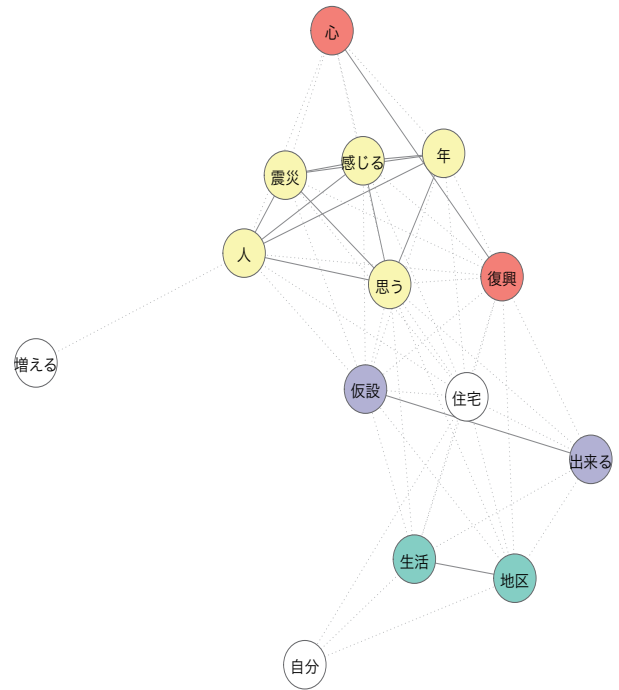 心
年
感じる
震災
人
復興
思う
増える
仮設
住宅
出来る
生活
地区
自分